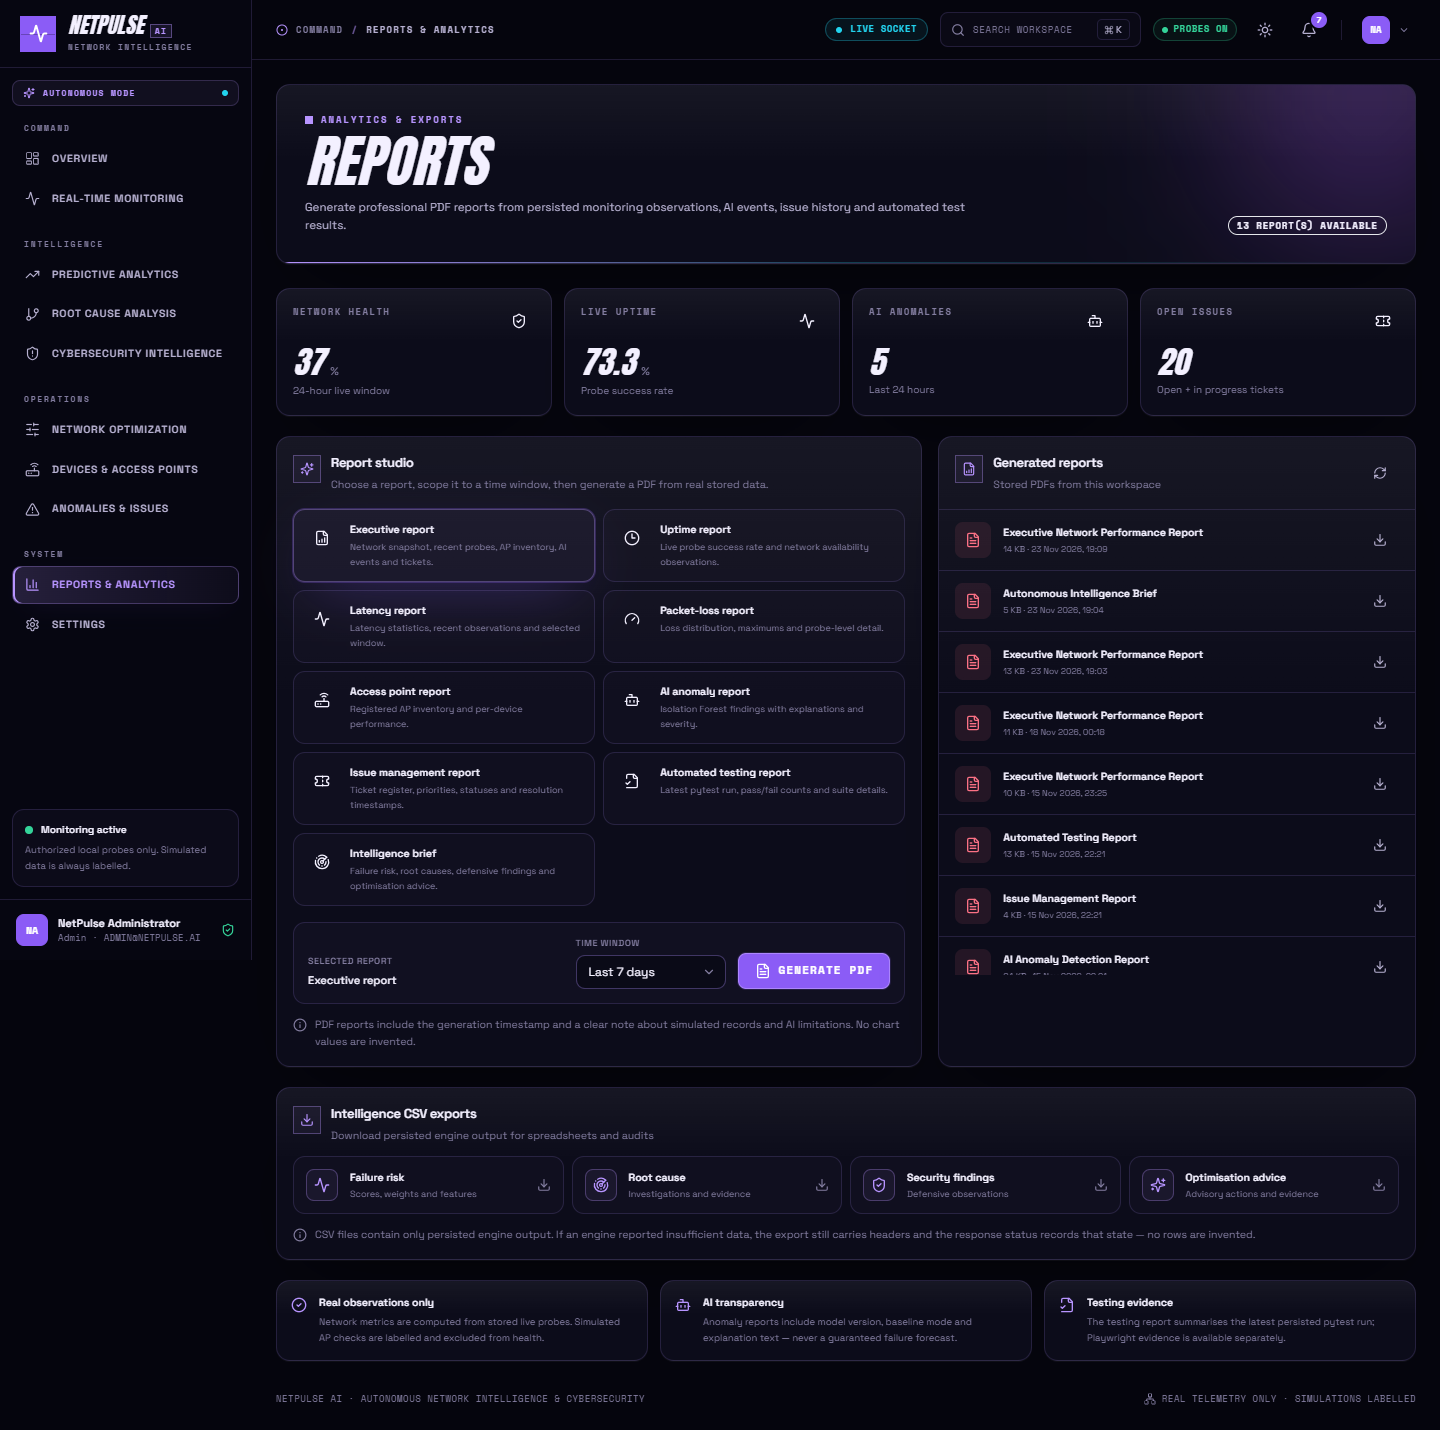 NETPULSE AI
NETWORK INTELLIGENCE
AUTONOMOUS MODE
COMMAND
OVERVIEW
REAL-TIME MONITORING
INTELLIGENCE
PREDICTIVE ANALYTICS
ROOT CAUSE ANALYSIS
CYBERSECURITY INTELLIGENCE
OPERATIONS
NETWORK OPTIMIZATION
DEVICES & ACCESS POINTS
ANOMALIES & ISSUES
SYSTEM
REPORTS & ANALYTICS
SETTINGS
Monitoring active
Authorized local probes only. Simulated
data is always labelled.
NA
NetPulse Administrator
Admin · ADMIN@NETPULSE.AI
COMMAND / REPORTS & ANALYTICS
LIVE SOCKET
SEARCH WORKSPACE
⌘K
PROBES ON
7
NA
ANALYTICS & EXPORTS
REPORTS
Generate professional PDF reports from persisted monitoring observations, AI events, issue history and automated test
results.
13 REPORT(S) AVAILABLE
NETWORK HEALTH
37 %
24-hour live window
LIVE UPTIME
73.3 %
Probe success rate
AI ANOMALIES
5
Last 24 hours
OPEN ISSUES
20
Open + in progress tickets
Report studio
Choose a report, scope it to a time window, then generate a PDF from real stored data.
Executive report
Network snapshot, recent probes, AP inventory, AI
events and tickets.
Uptime report
Live probe success rate and network availability
observations.
Latency report
Latency statistics, recent observations and selected
window.
Packet-loss report
Loss distribution, maximums and probe-level detail.
Access point report
Registered AP inventory and per-device
performance.
AI anomaly report
Isolation Forest findings with explanations and
severity.
Issue management report
Ticket register, priorities, statuses and resolution
timestamps.
Automated testing report
Latest pytest run, pass/fail counts and suite details.
Intelligence brief
Failure risk, root causes, defensive findings and
optimisation advice.
SELECTED REPORT
Executive report
TIME WINDOW
Last 7 days
GENERATE PDF
PDF reports include the generation timestamp and a clear note about simulated records and AI limitations. No chart
values are invented.
Generated reports
Stored PDFs from this workspace
Executive Network Performance Report
14 KB · 23 Nov 2026, 19:09
Autonomous Intelligence Brief
5 KB · 23 Nov 2026, 19:04
Executive Network Performance Report
13 KB · 23 Nov 2026, 19:03
Executive Network Performance Report
11 KB · 18 Nov 2026, 00:18
Executive Network Performance Report
10 KB · 15 Nov 2026, 23:25
Automated Testing Report
13 KB · 15 Nov 2026, 22:21
Issue Management Report
4 KB · 15 Nov 2026, 22:21
AI Anomaly Detection Report
Intelligence CSV exports
Download persisted engine output for spreadsheets and audits
Failure risk
Scores, weights and features
Root cause
Investigations and evidence
Security findings
Defensive observations
Optimisation advice
Advisory actions and evidence
CSV files contain only persisted engine output. If an engine reported insufficient data, the export still carries headers and the response status records that state — no rows are invented.
Real observations only
Network metrics are computed from stored live probes. Simulated
AP checks are labelled and excluded from health.
AI transparency
Anomaly reports include model version, baseline mode and
explanation text — never a guaranteed failure forecast.
Testing evidence
The testing report summarises the latest persisted pytest run;
Playwright evidence is available separately.
NETPULSE AI · AUTONOMOUS NETWORK INTELLIGENCE & CYBERSECURITY
REAL TELEMETRY ONLY · SIMULATIONS LABELLED